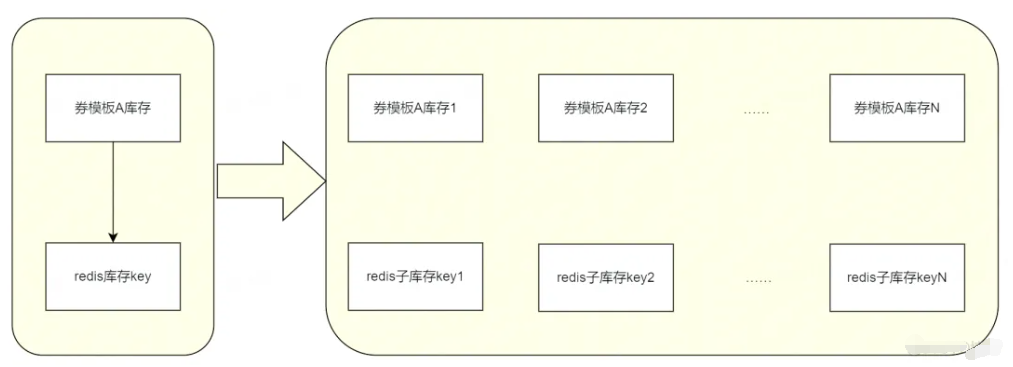 券模板A库存
券模板A库存1
券模板A库存2
......
券模板A库存N
redis库存key
redis子库存key1
redis子库存key2
......
redis子库存keyN